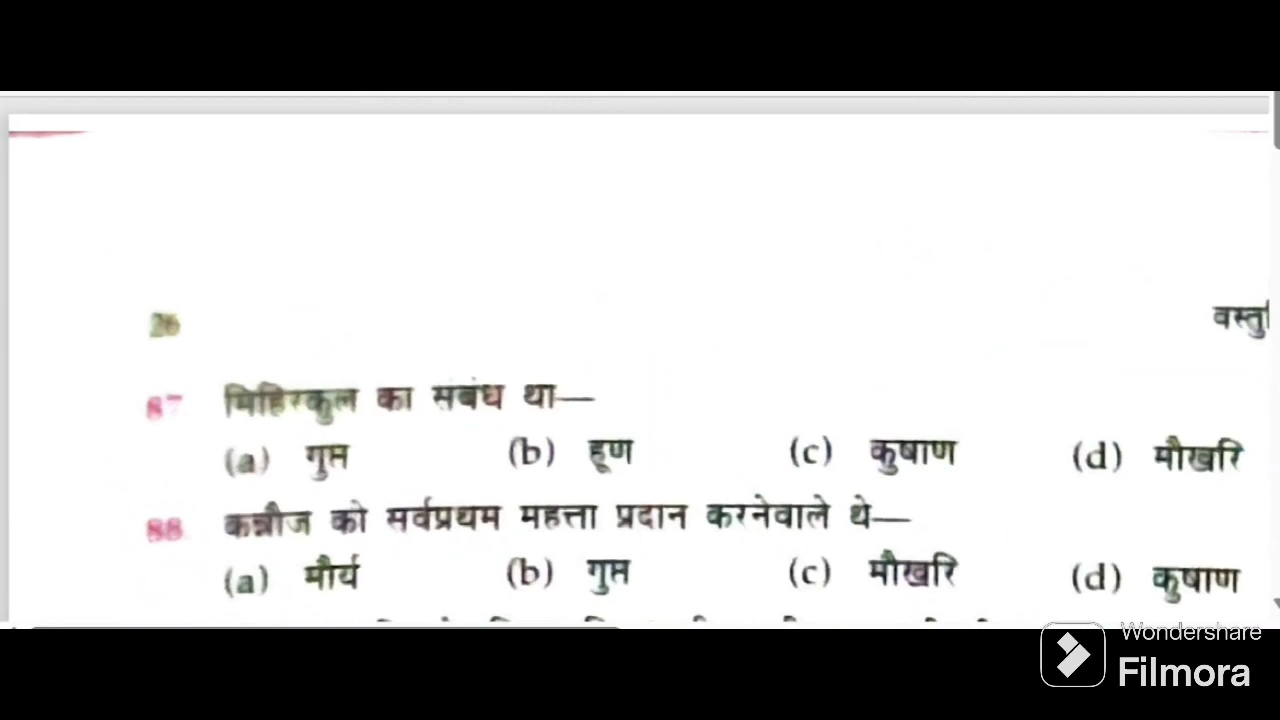 26
वस्तु
87 मिहिरकुल का संबंध था—
(a) गुप्त (b) हूण (c) कुषाण (d) मौखरि
88 कन्नौज को सर्वप्रथम महत्ता प्रदान करनेवाले थे—
(a) मौर्य (b) गुप्त (c) मौखरि (d) कुषाण
Wondershare
Filmora